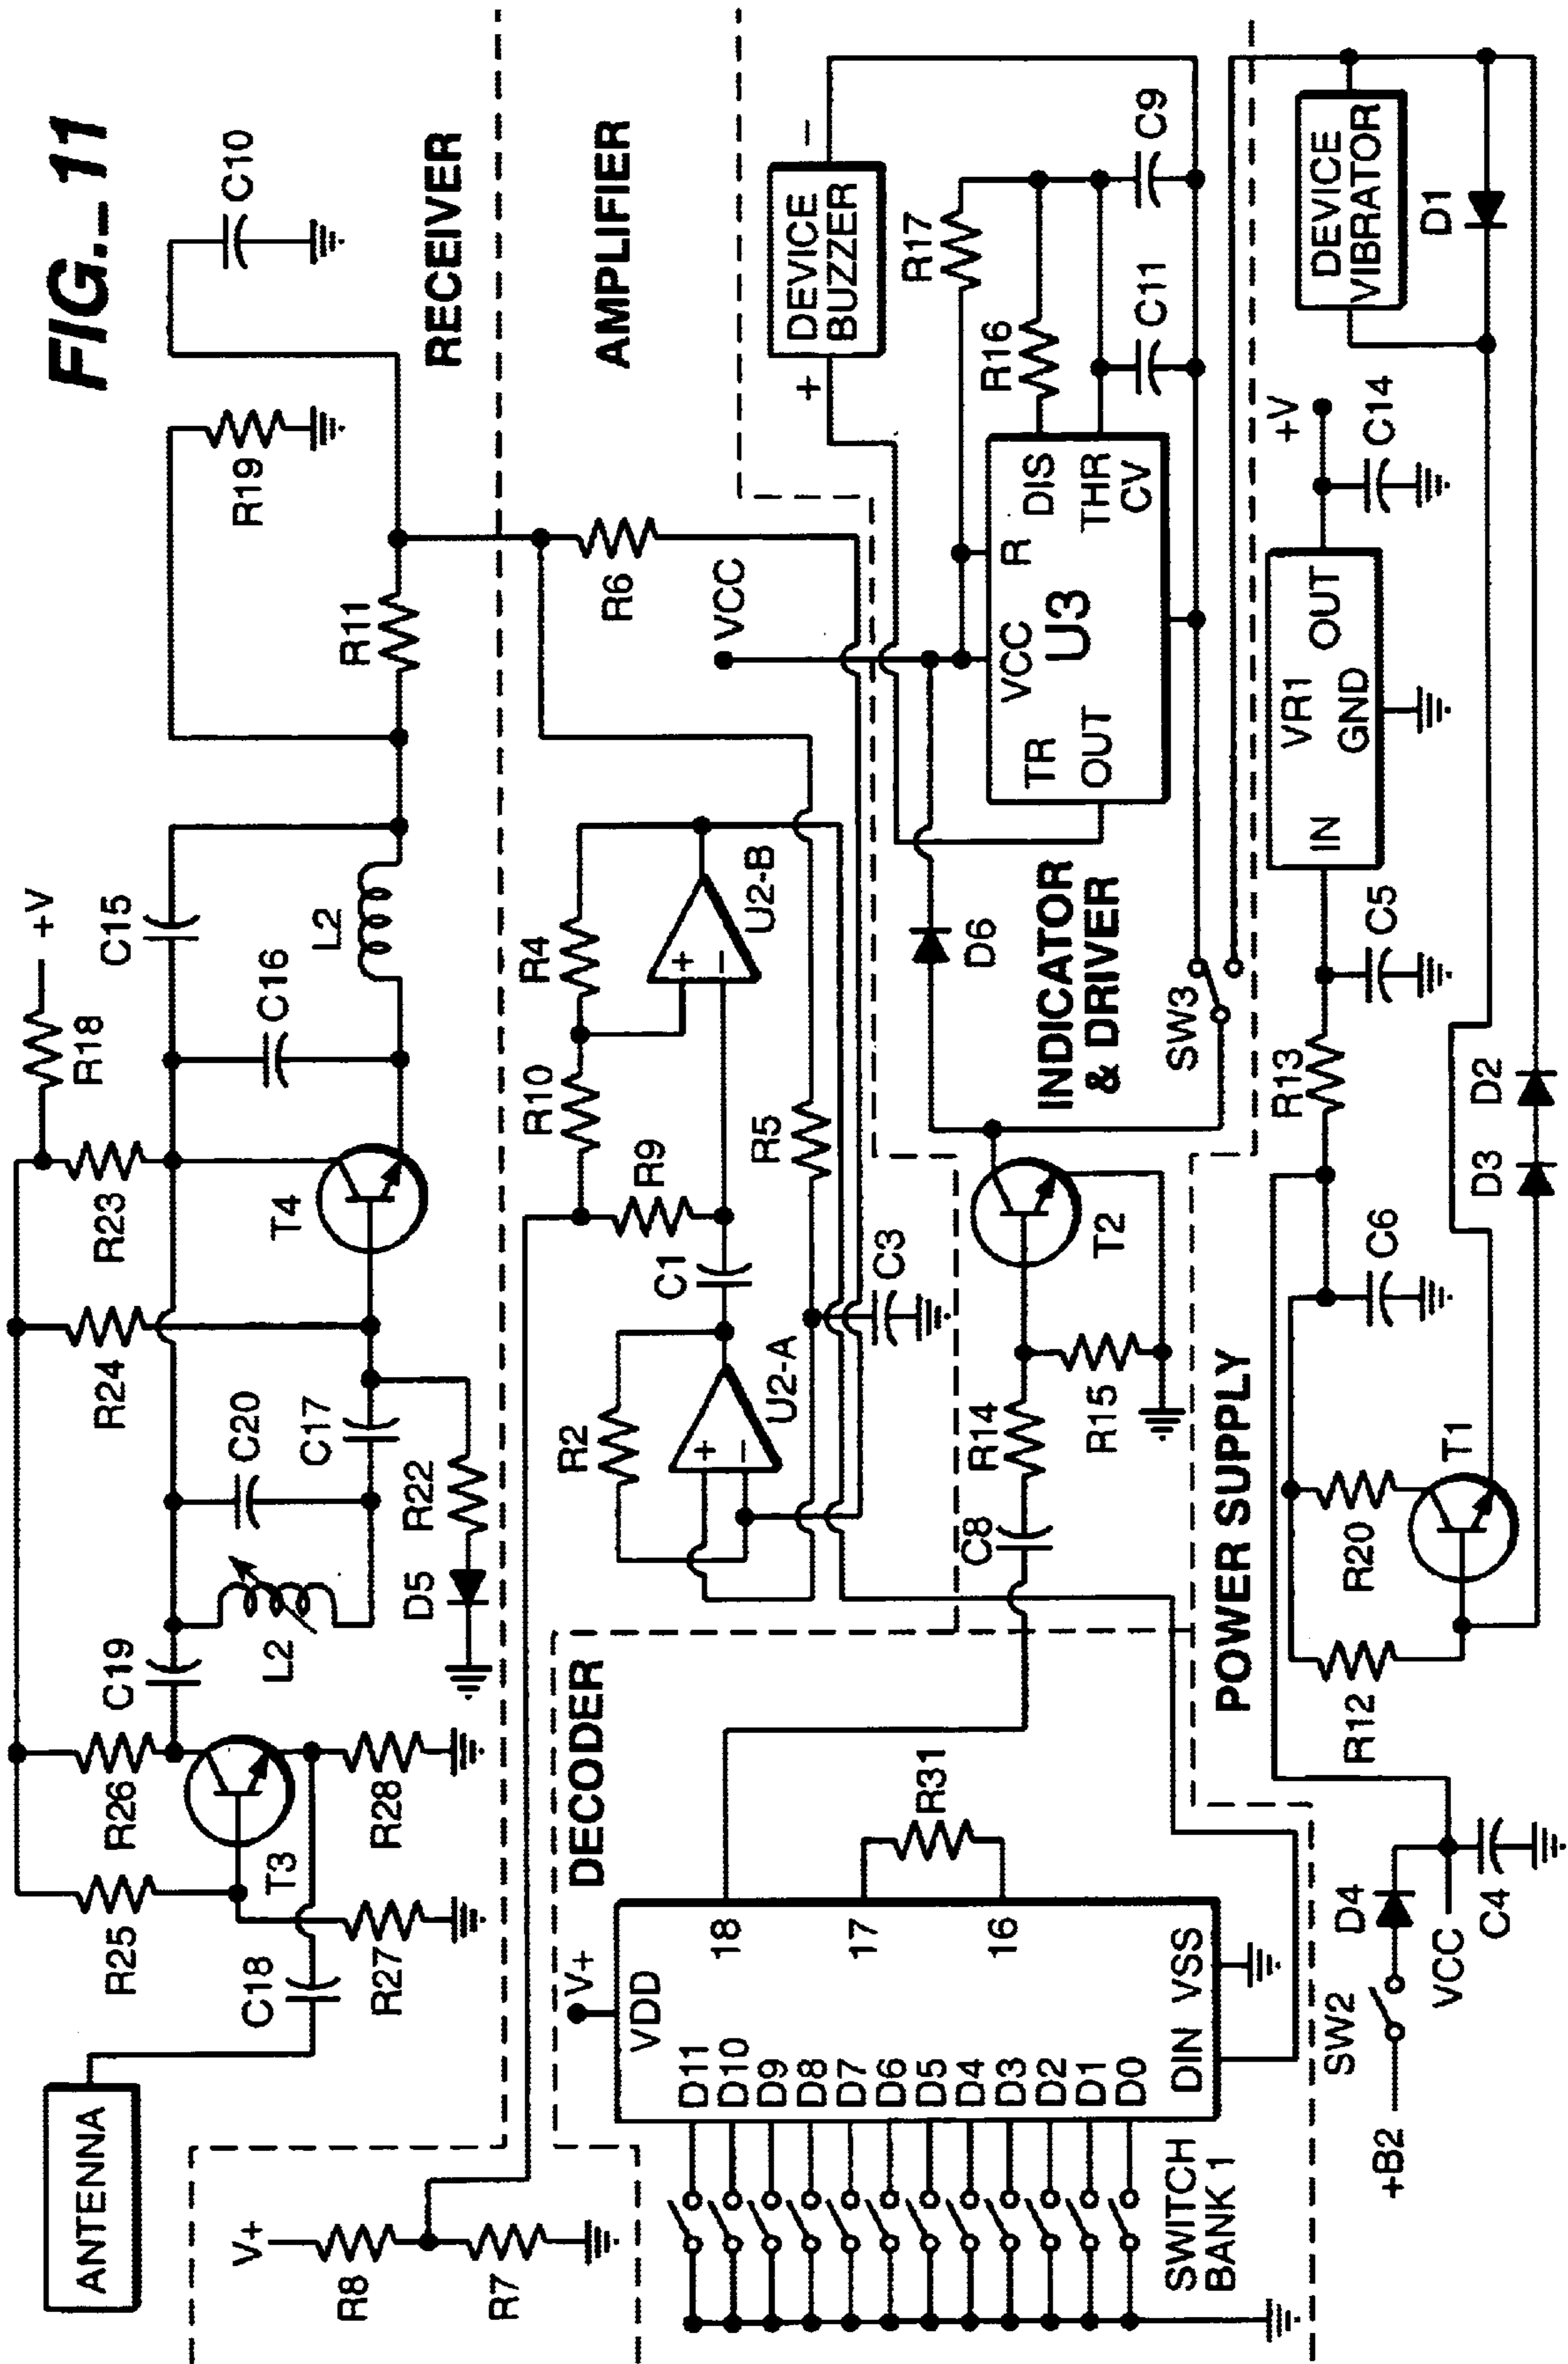 FIG._11
ANTENNA
C18
R25
R27
T3
R26
R28
C19
L2
D5
R22
C20
C17
R24
R23
T4
R18
+V
C16
C15
L2
R11
R19
C10
RECEIVER
V+
R8
R7
R2
U2-A
+
−
C1
R9
R10
R4
U2-B
+
−
R5
C3
R6
AMPLIFIER
DECODER
V+
VDD
18
17
16
R31
D11
D10
D9
D8
D7
D6
D5
D4
D3
D2
D1
D0
DIN
VSS
SWITCH
BANK 1
C8
R14
R15
T2
D6
SW3
INDICATOR
& DRIVER
VCC
VCC
R
TR
U3
DIS
OUT
THR
CV
R16
R17
C11
C9
+
DEVICE
BUZZER
−
POWER SUPPLY
+B2
SW2
D4
VCC
C4
R12
R20
T1
C6
R13
C5
D3
D2
IN
VR1
OUT
GND
C14
+V
DEVICE
VIBRATOR
D1